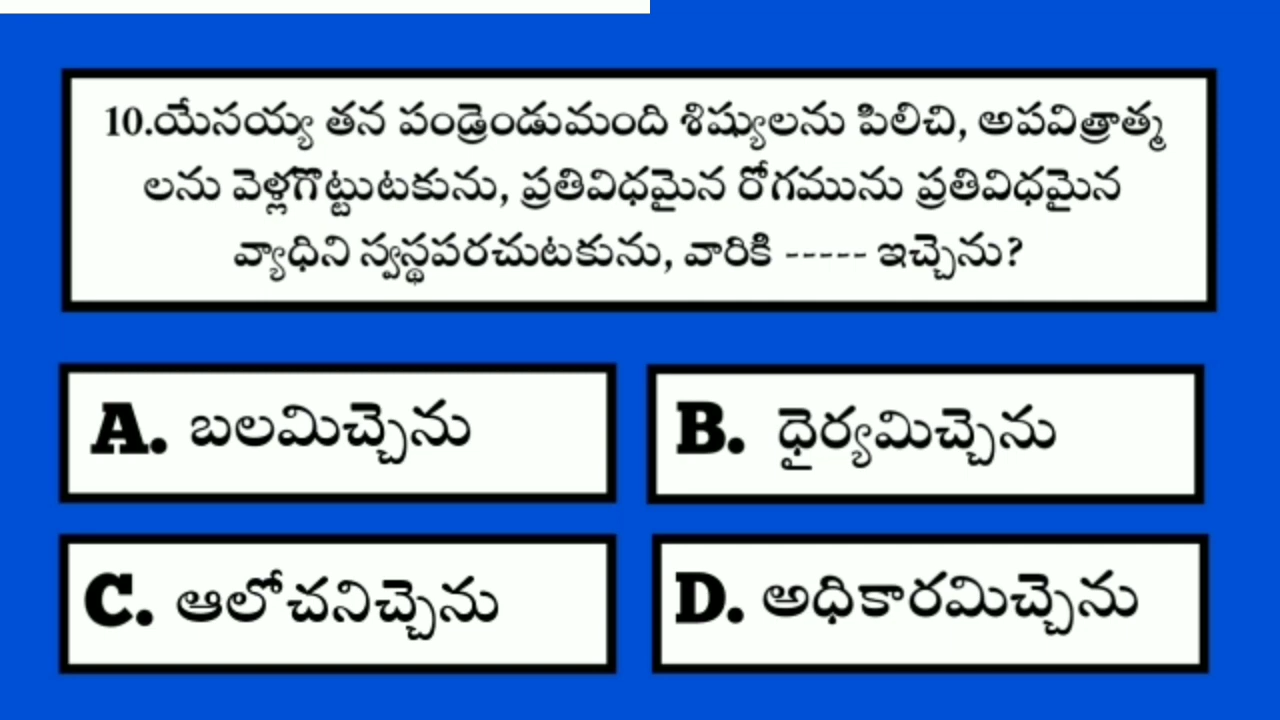 10.యేసయ్య తన పండ్రెండుమంది శిష్యులను పిలిచి, అపవిత్రాత్మ
లను వెళ్లగొట్టుటకును, ప్రతివిధమైన రోగమును ప్రతివిధమైన
వ్యాధిని స్వస్థపరచుటకును, వారికి ----- ఇచ్చెను?
A. బలమిచ్చెను
B. ధైర్యమిచ్చెను
C. ఆలోచనిచ్చెను
D. అధికారమిచ్చెను